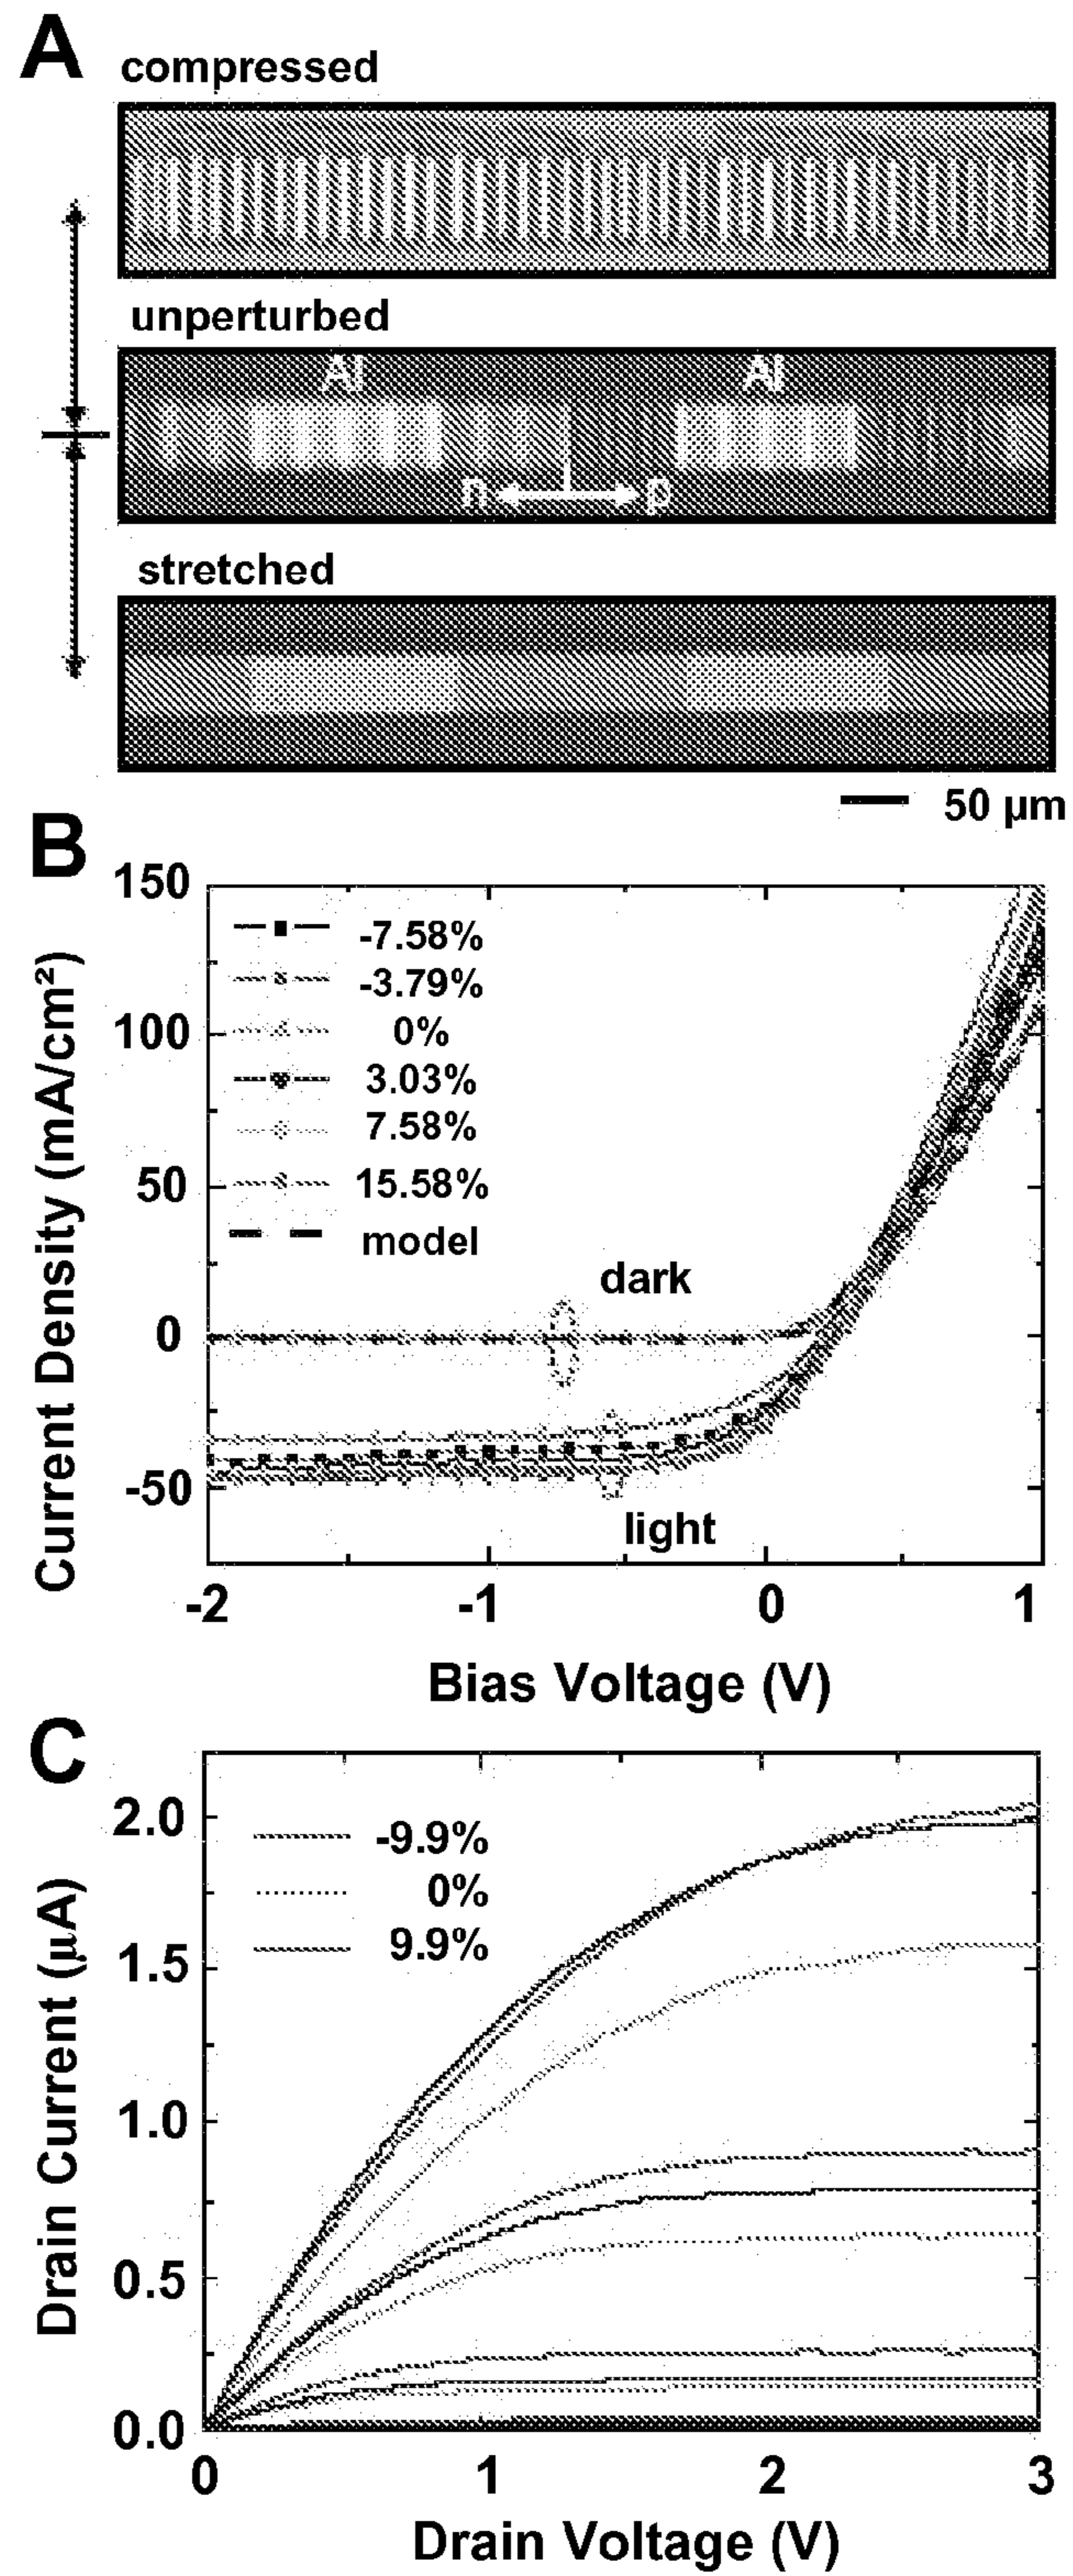 A
compressed
unperturbed
Al Al
n p
stretched
50 µm
B
Current Density (mA/cm²)
150
100
50
0
-50
-7.58%
-3.79%
0%
3.03%
7.58%
15.58%
model
dark
light
-2 -1 0 1
Bias Voltage (V)
C
Drain Current (µA)
2.0
1.5
1.0
0.5
0.0
-9.9%
0%
9.9%
0 1 2 3
Drain Voltage (V)